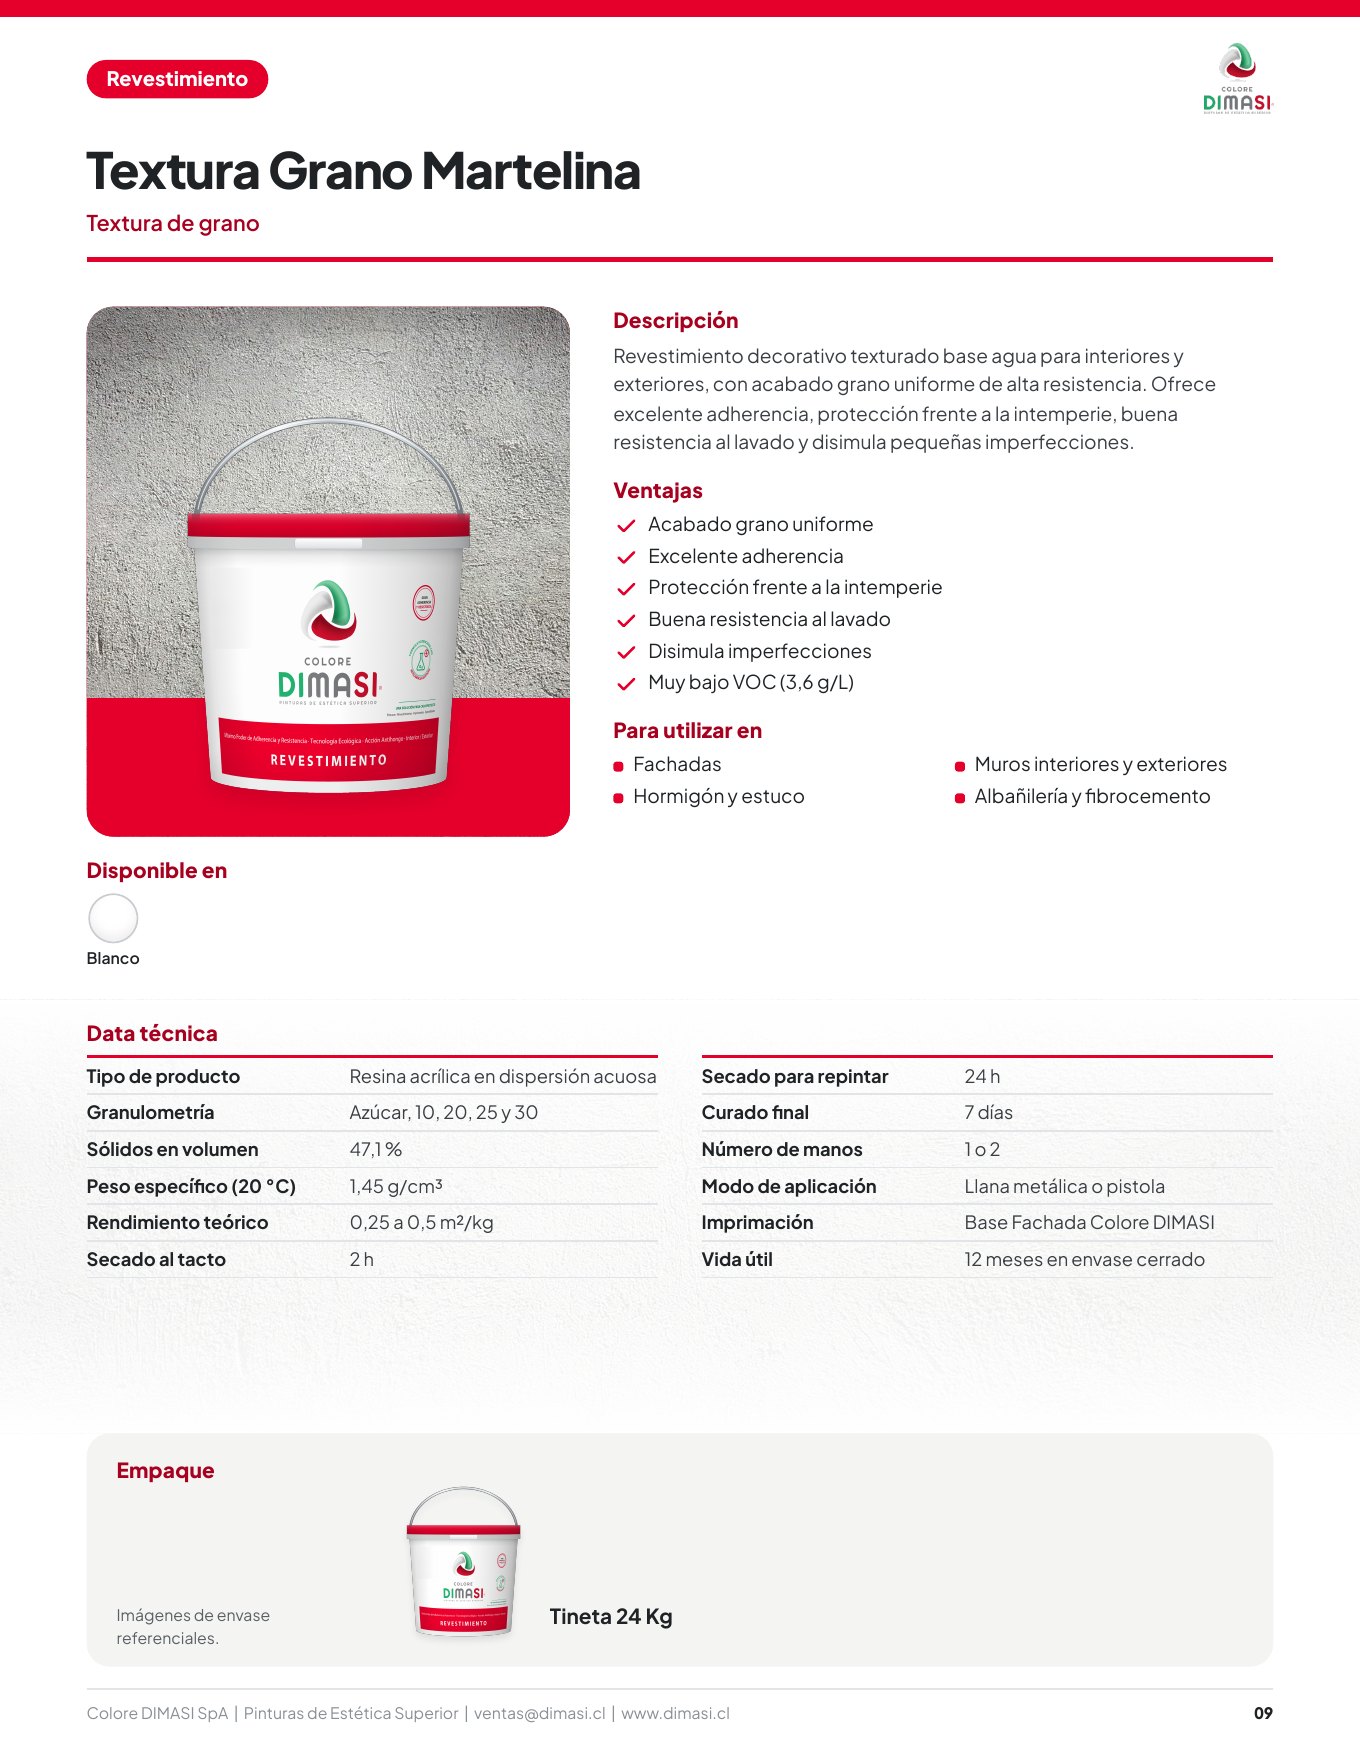 Revestimiento
COLORE
DIMASI
Textura Grano Martelina
Textura de grano
COLORE
DIMASI
PINTURAS DE ESTÉTICA SUPERIOR
REVESTIMIENTO
Descripción
Revestimiento decorativo texturado base agua para interiores y
exteriores, con acabado grano uniforme de alta resistencia. Ofrece
excelente adherencia, protección frente a la intemperie, buena
resistencia al lavado y disimula pequeñas imperfecciones.
Ventajas
Acabado grano uniforme
Excelente adherencia
Protección frente a la intemperie
Buena resistencia al lavado
Disimula imperfecciones
Muy bajo VOC (3,6 g/L)
Para utilizar en
Fachadas
Muros interiores y exteriores
Hormigón y estuco
Albañilería y fibrocemento
Disponible en
Blanco
Data técnica
Tipo de producto Resina acrílica en dispersión acuosa
Granulometría Azúcar, 10, 20, 25 y 30
Sólidos en volumen 47,1 %
Peso específico (20 °C) 1,45 g/cm³
Rendimiento teórico 0,25 a 0,5 m²/kg
Secado al tacto 2 h
Secado para repintar 24 h
Curado final 7 días
Número de manos 1 o 2
Modo de aplicación Llana metálica o pistola
Imprimación Base Fachada Colore DIMASI
Vida útil 12 meses en envase cerrado
Empaque
Imágenes de envase
referenciales.
COLORE
DIMASI
REVESTIMIENTO
Tineta 24 Kg
Colore DIMASI SpA | Pinturas de Estética Superior | ventas@dimasi.cl | www.dimasi.cl
09